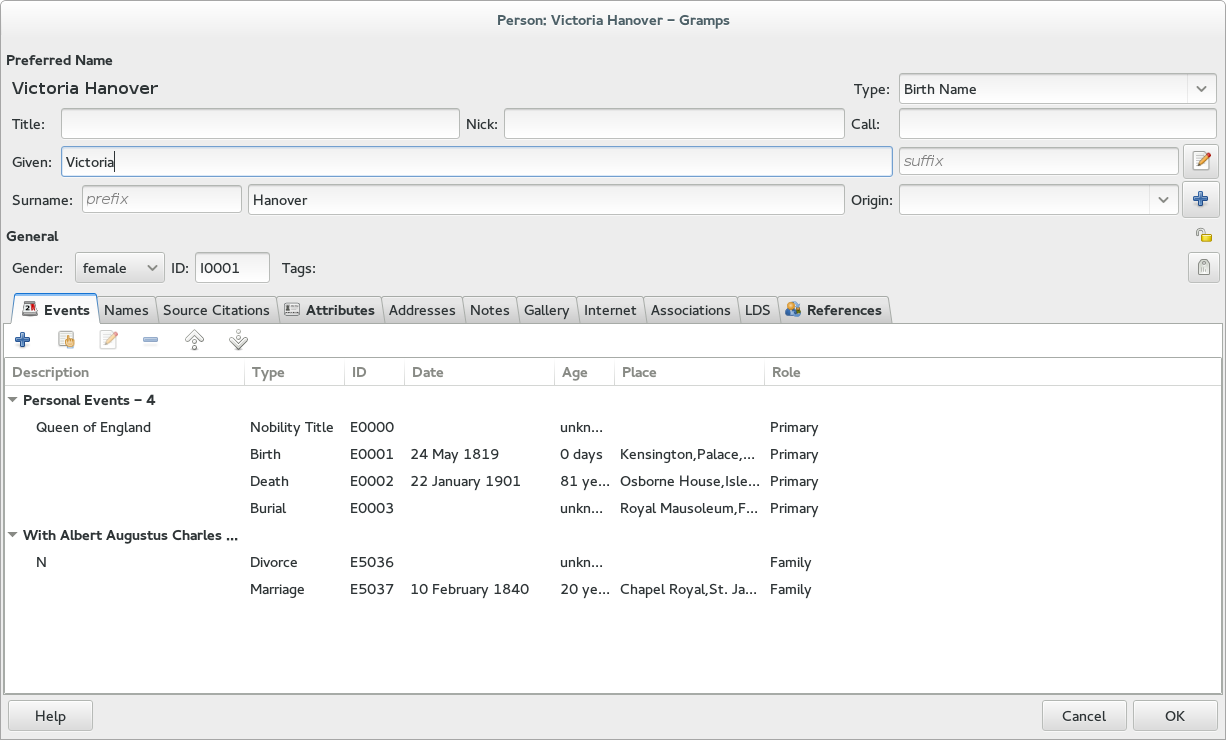 Person: Victoria Hanover – Gramps
Preferred Name
Victoria Hanover
Type: Birth Name
Title: Nick: Call:
Given: Victoria suffix
Surname: prefix Hanover Origin:
General
Gender: female ID: I0001 Tags:
Events Names Source Citations Attributes Addresses Notes Gallery Internet Associations LDS References
Description Type ID Date Age Place Role
Personal Events – 4
Queen of England Nobility Title E0000 unkn... Primary
Birth E0001 24 May 1819 0 days Kensington,Palace,... Primary
Death E0002 22 January 1901 81 ye... Osborne House,Isle... Primary
Burial E0003 unkn... Royal Mausoleum,F... Primary
With Albert Augustus Charles ...
N Divorce E5036 unkn... Family
Marriage E5037 10 February 1840 20 ye... Chapel Royal,St. Ja... Family
Help Cancel OK